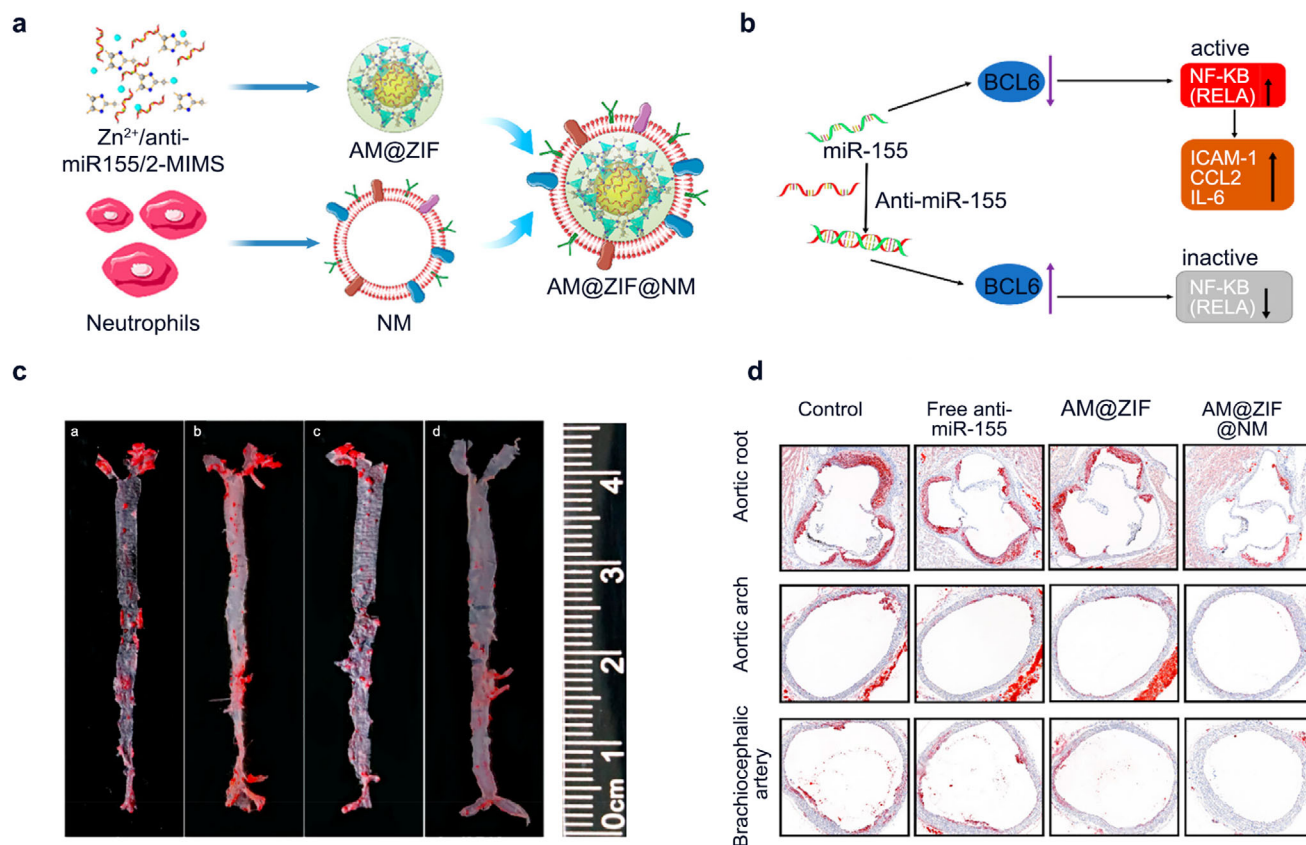 a
Zn²⁺/anti-
miR155/2-MIMS
AM@ZIF
Neutrophils
NM
AM@ZIF@NM
b
miR-155
Anti-miR-155
BCL6
active
NF-KB
(RELA)
ICAM-1
CCL2
IL-6
BCL6
inactive
NF-KB
(RELA)
c
a
b
c
d
4
3
2
1
0cm
d
Control
Free anti-
miR-155
AM@ZIF
AM@ZIF
@NM
Aortic root
Aortic arch
Brachiocephalic
artery